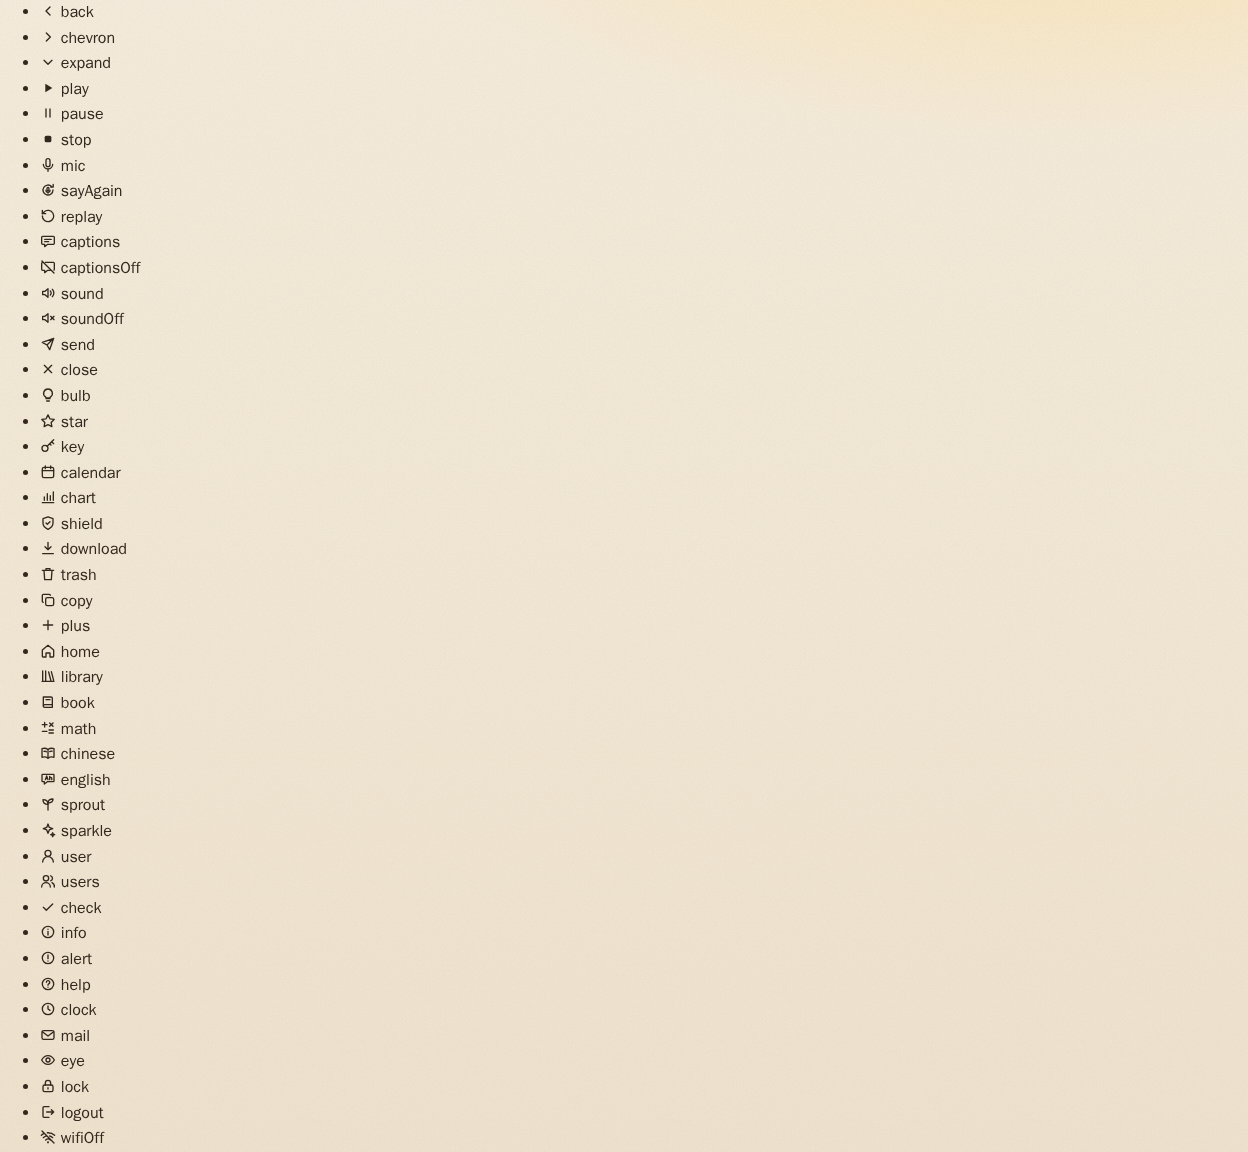 back
chevron
expand
play
pause
stop
mic
sayAgain
replay
captions
captionsOff
sound
soundOff
send
close
bulb
star
key
calendar
chart
shield
download
trash
copy
plus
home
library
book
math
chinese
english
sprout
sparkle
user
users
check
info
alert
help
clock
mail
eye
lock
logout
wifiOff